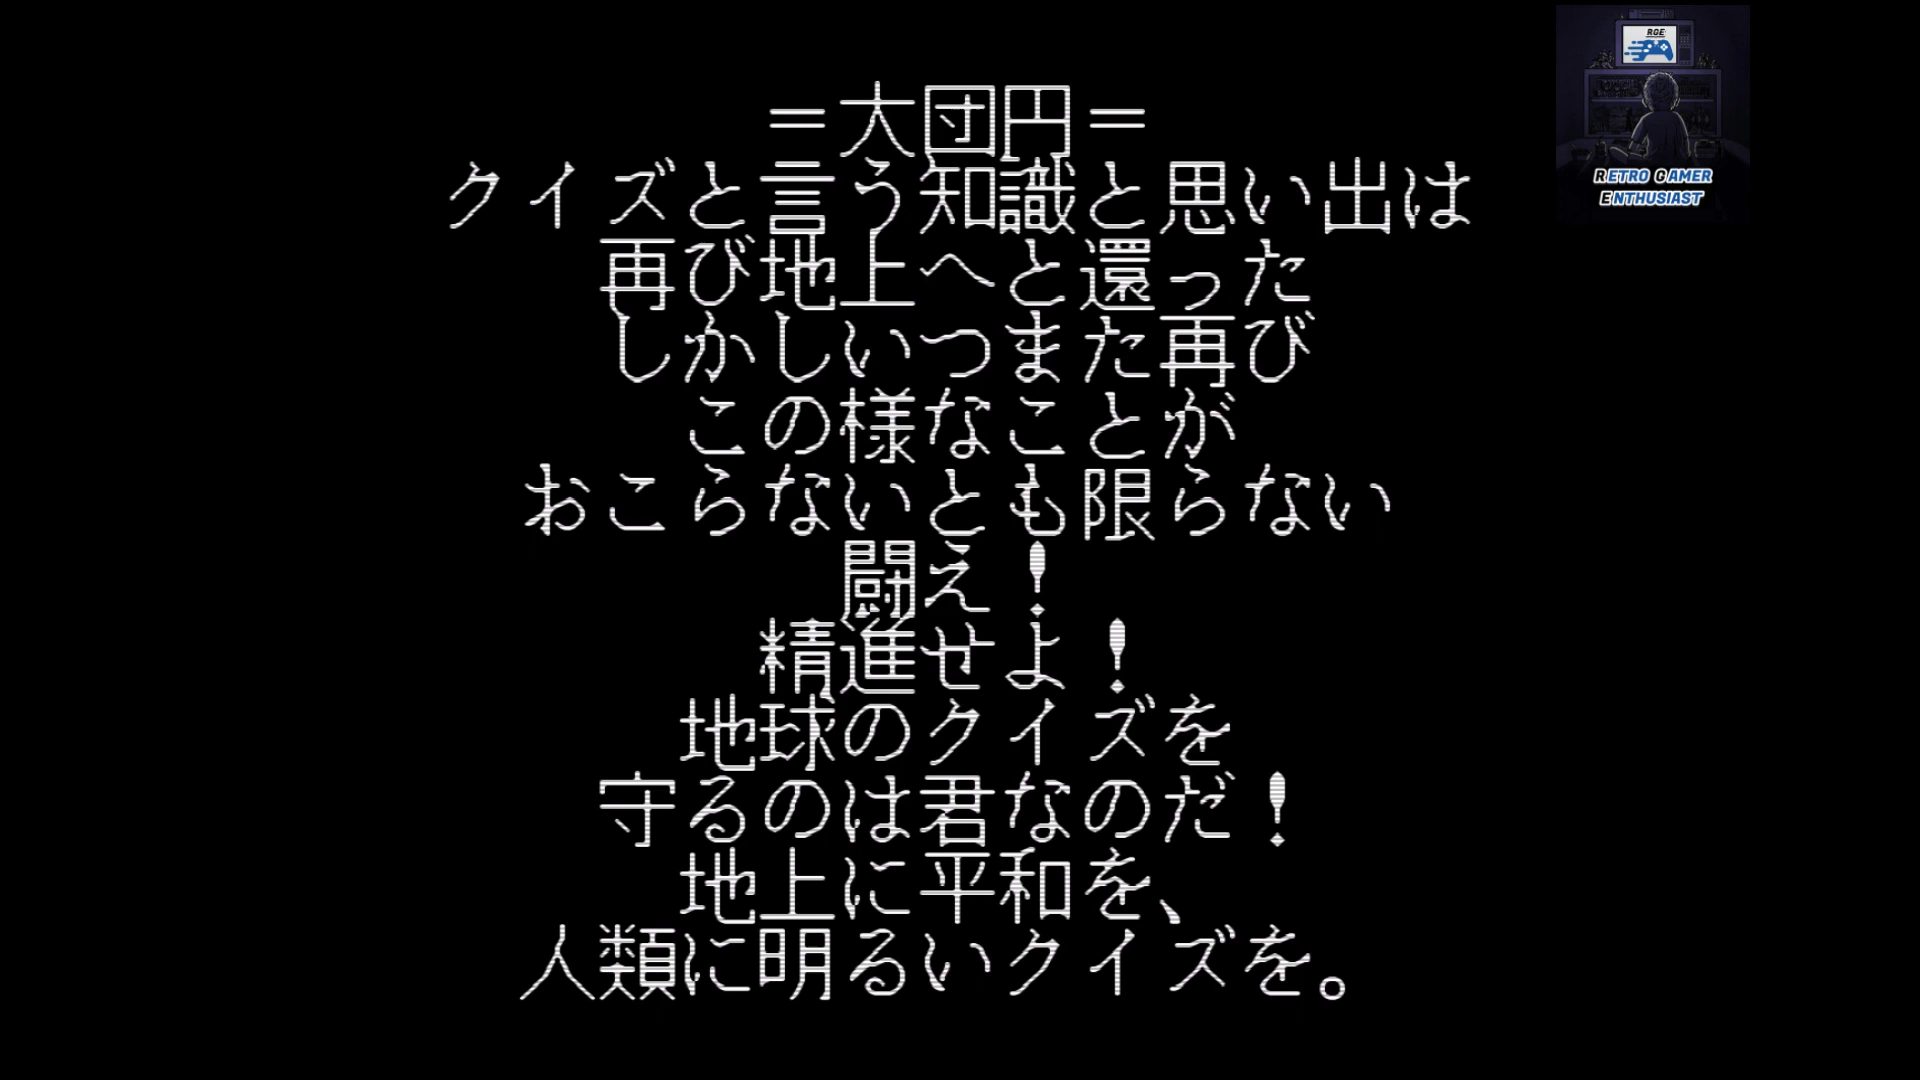 =大団円=
クイズと言う知識と思い出は
再び地上へと還った
しかしいつまた再び
この様なことが
おこらないとも限らない
闘え！
精進せよ！
地球のクイズを
守るのは君なのだ！
地上に平和を、
人類に明るいクイズを。
RGE
RETRO GAMER
ENTHUSIAST